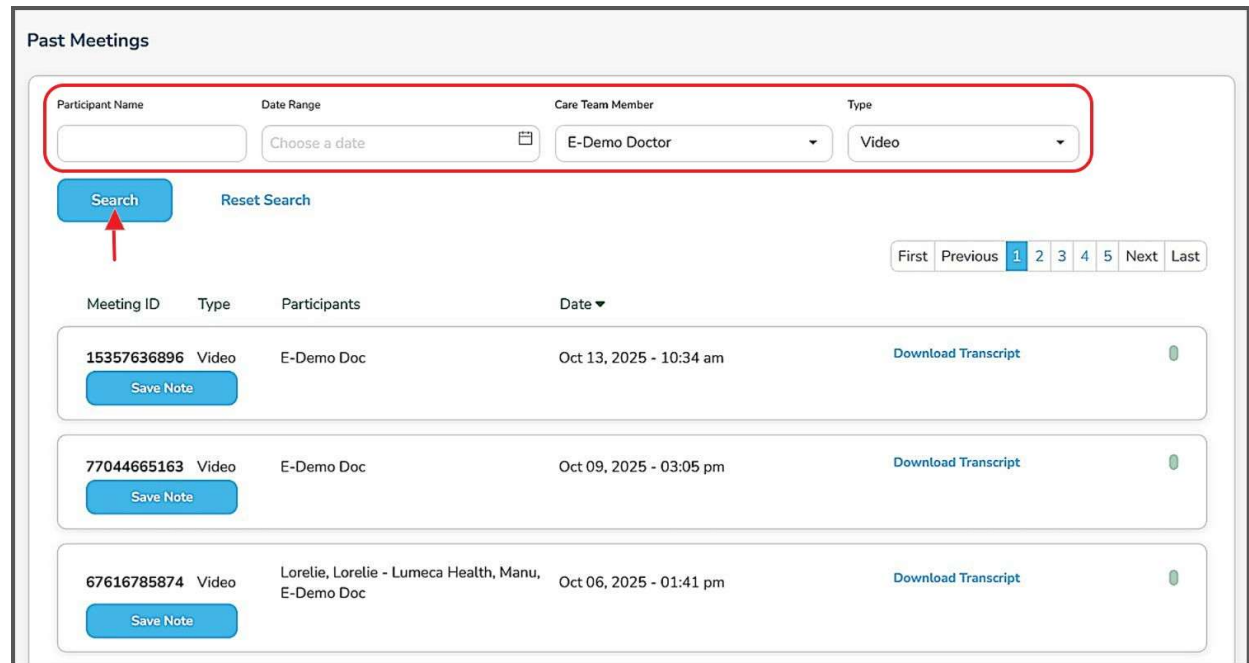 Past Meetings
Participant Name Date Range Care Team Member Type
Choose a date E-Demo Doctor Video
Search Reset Search
First Previous 1 2 3 4 5 Next Last
Meeting ID Type Participants Date
15357636896 Video E-Demo Doc Oct 13, 2025 - 10:34 am Download Transcript
Save Note
77044665163 Video E-Demo Doc Oct 09, 2025 - 03:05 pm Download Transcript
Save Note
67616785874 Video Lorelie, Lorelie - Lumeca Health, Manu, Oct 06, 2025 - 01:41 pm Download Transcript
E-Demo Doc
Save Note